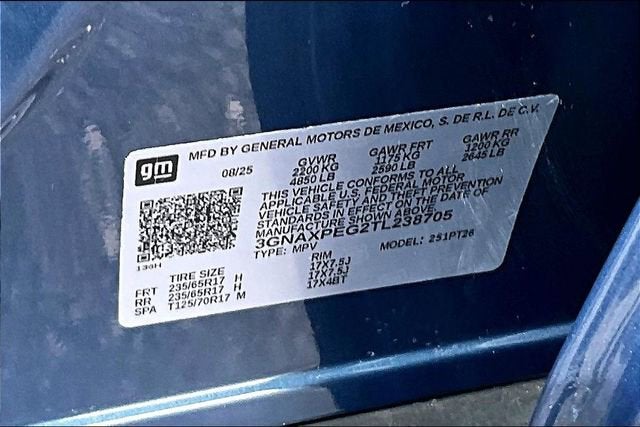 gm
MFD BY GENERAL MOTORS DE MEXICO, S. DE R.L. DE C.V.
08/25 GVWR GAWR FRT GAWR RR
2200 KG 1175 KG 1200 KG
4850 LB 2590 LB 2645 LB
THIS VEHICLE CONFORMS TO ALL
APPLICABLE U.S. FEDERAL MOTOR
VEHICLE SAFETY AND THEFT PREVENTION
STANDARDS IN EFFECT ON THE DATE OF
MANUFACTURE SHOWN ABOVE.
3GNAXPEG2TL238705
TYPE: MPV MODEL: 2S1PT26
136H
TIRE SIZE RIM
FRT 235/65R17 H 17X7.5J
RR 235/65R17 H 17X7.5J
SPA T125/70R17 M 17X4BT